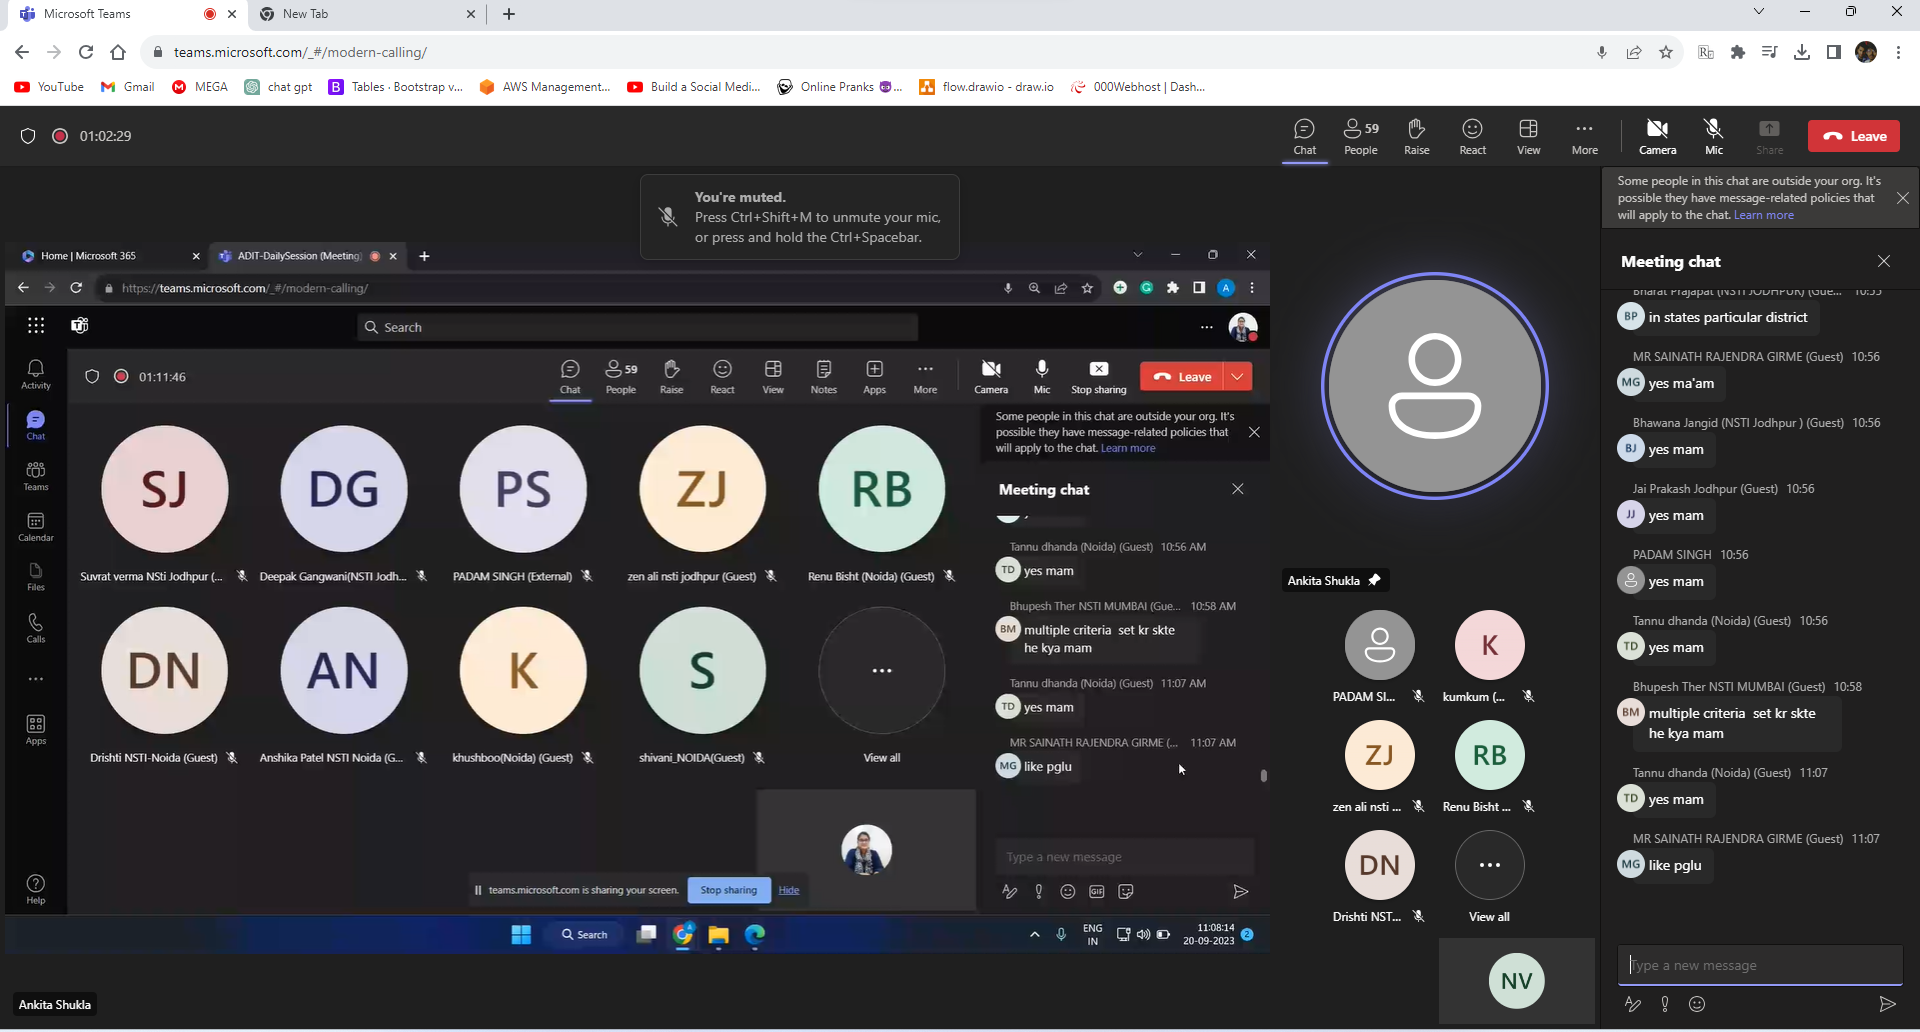 Microsoft Teams
New Tab
teams.microsoft.com/_#/modern-calling/
YouTube
Gmail
MEGA
chat gpt
Tables · Bootstrap v...
AWS Management...
Build a Social Medi...
Online Pranks 😈...
flow.drawio - draw.io
000Webhost | Dash...
01:02:29
Chat
59
People
Raise
React
View
More
Camera
Mic
Share
Leave
You're muted.
Press Ctrl+Shift+M to unmute your mic,
or press and hold the Ctrl+Spacebar.
Home | Microsoft 365
ADIT-DailySession (Meeting)
https://teams.microsoft.com/_#/modern-calling/
A
Search
Activity
Chat
Teams
Calendar
Files
Calls
Apps
Help
01:11:46
Chat
59
People
Raise
React
View
Notes
Apps
More
Camera
Mic
Stop sharing
Leave
SJ
DG
PS
ZJ
RB
Suvrat verma NSti Jodhpur (...
Deepak Gangwani(NSTI Jodh...
PADAM SINGH (External)
zen ali nsti jodhpur (Guest)
Renu Bisht (Noida) (Guest)
DN
AN
K
S
Drishti NSTI-Noida (Guest)
Anshika Patel NSTI Noida (G...
khushboo(Noida) (Guest)
shivani_NOIDA(Guest)
View all
teams.microsoft.com is sharing your screen.
Stop sharing
Hide
Some people in this chat are outside your org. It's
possible they have message-related policies that
will apply to the chat. Learn more
Meeting chat
Tannu dhanda (Noida) (Guest) 10:56 AM
TD yes mam
Bhupesh Ther NSTI MUMBAI (Gue... 10:58 AM
BM multiple criteria set kr skte
he kya mam
Tannu dhanda (Noida) (Guest) 11:07 AM
TD yes mam
MR SAINATH RAJENDRA GIRME (... 11:07 AM
MG like pglu
Type a new message
GIF
Search
ENG
IN
11:08:14
20-09-2023
2
Ankita Shukla
Ankita Shukla
PADAM SI...
K
kumkum (...
ZJ
zen ali nsti ...
RB
Renu Bisht ...
DN
Drishti NST...
View all
NV
Some people in this chat are outside your org. It's
possible they have message-related policies that
will apply to the chat. Learn more
Meeting chat
Bharat Prajapat (NSTI JODHPUR) (Gue... 10:55
BP in states particular district
MR SAINATH RAJENDRA GIRME (Guest) 10:56
MG yes ma'am
Bhawana Jangid (NSTI Jodhpur ) (Guest) 10:56
BJ yes mam
Jai Prakash Jodhpur (Guest) 10:56
JJ yes mam
PADAM SINGH 10:56
yes mam
Tannu dhanda (Noida) (Guest) 10:56
TD yes mam
Bhupesh Ther NSTI MUMBAI (Guest) 10:58
BM multiple criteria set kr skte
he kya mam
Tannu dhanda (Noida) (Guest) 11:07
TD yes mam
MR SAINATH RAJENDRA GIRME (Guest) 11:07
MG like pglu
Type a new message